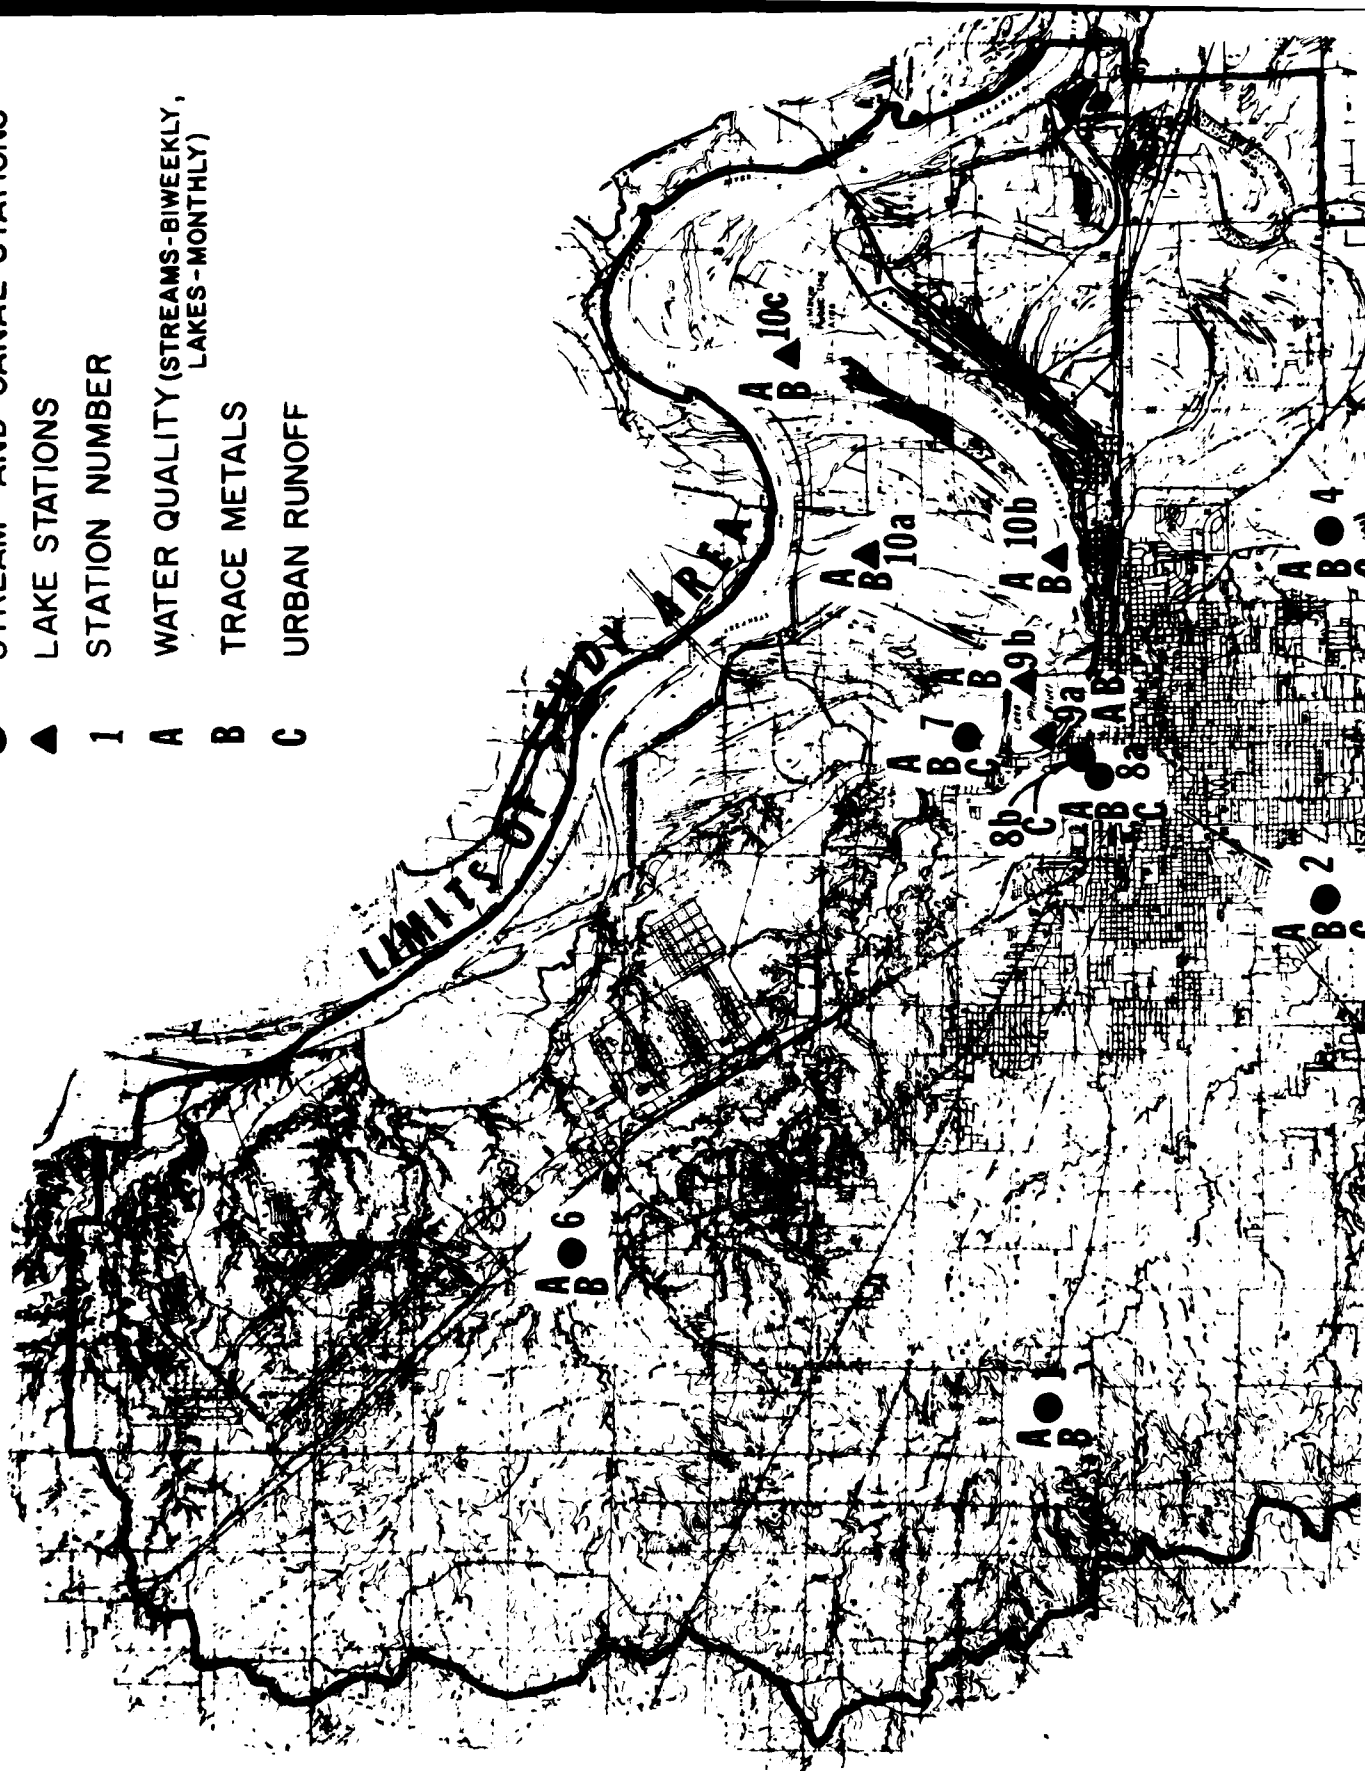 STREAM AND CANAL STATIONS
LAKE STATIONS
1 STATION NUMBER
A WATER QUALITY (STREAMS-BIWEEKLY,
LAKES-MONTHLY)
B TRACE METALS
C URBAN RUNOFF
LIMITS OF STUDY AREA
A
B
6
A
B
1
A
B
10c
A
B
10a
A
B
10b
A
B
9b
A
B
C
7
9a
A B
8b
C
A
B
C
8a
A
B
C
2
A
B
C
4